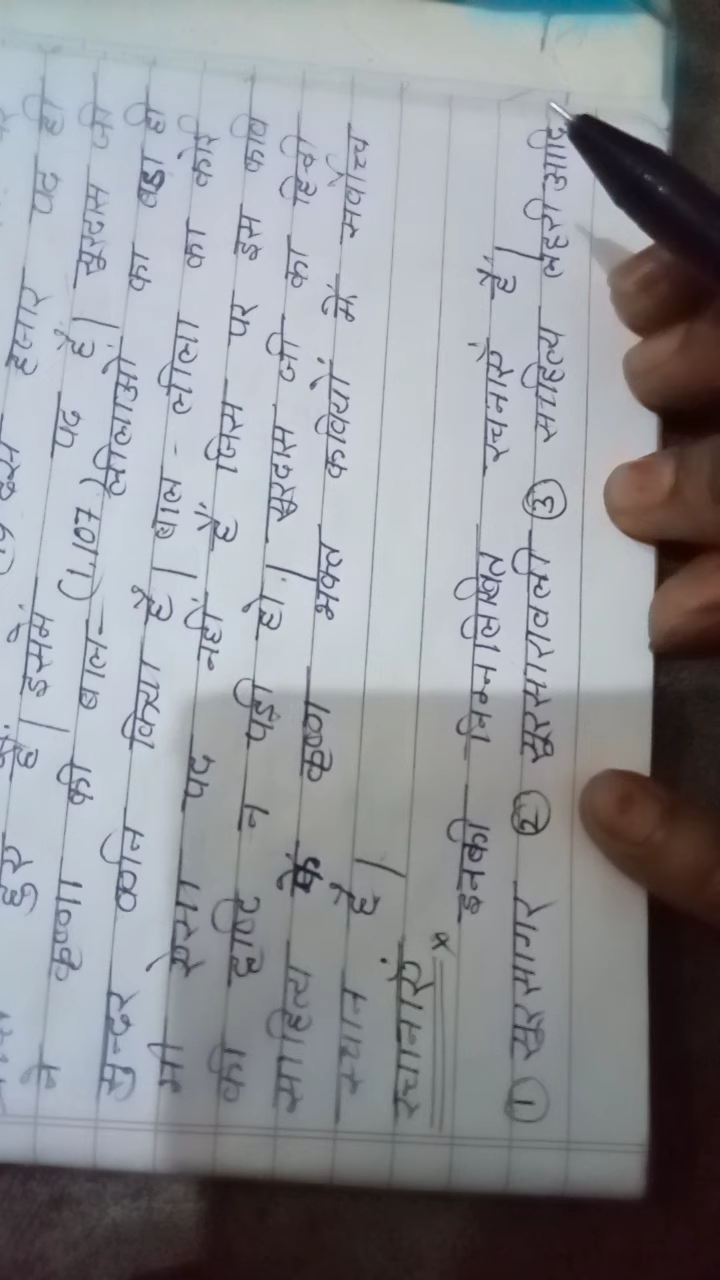 हजार पद ही
हुए है। इसमें पद है। सूरदास जी
ने कृष्ण की बाल- (1,107) लीलाओं का बड़ा ही
सुन्दर वर्णन किया है। बाल - लीला का कोई
भी ऐसा पद नही है जिस पर इस कवि
की दृष्टि न पड़ी हो। सूरदास जी का हिन्दी
साहित्य के कृष्ण भक्त कवियों में सर्वोच्च
स्थान है।
रचनाऐं
इनकी निम्नलिखित रचनाऐं हैं।
① सूरसागर ② सूरसारावली ③ साहित्य लहरी आदि